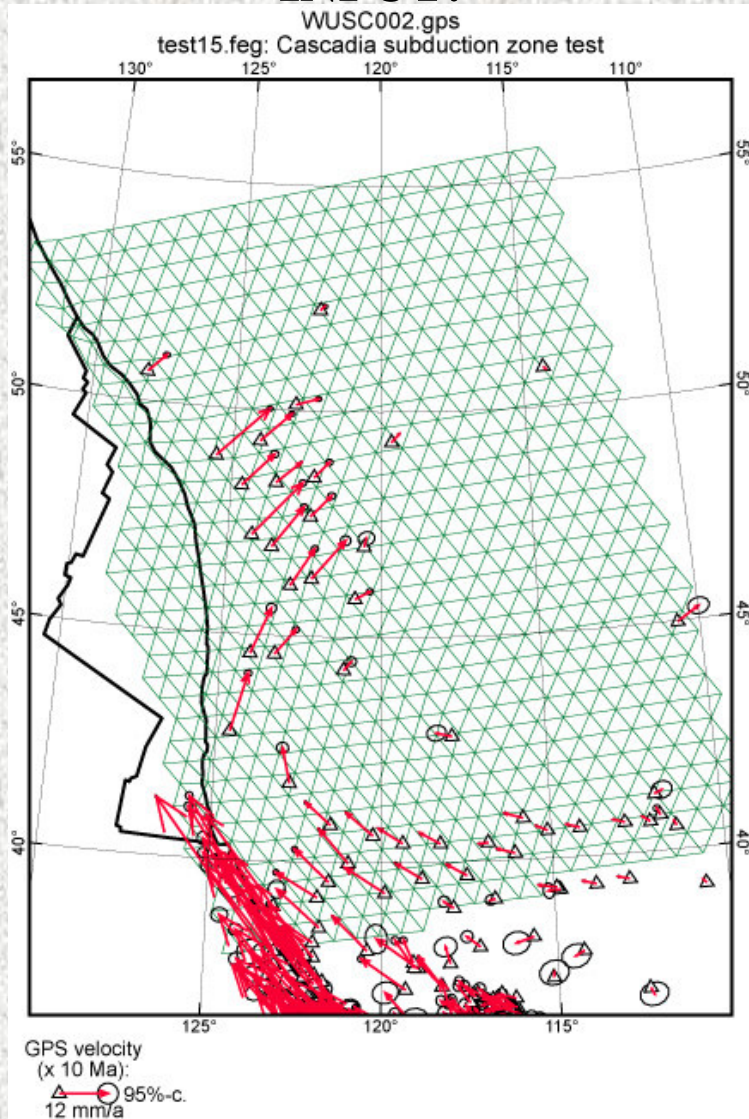 WUSC002.gps
test15.feg: Cascadia subduction zone test
130° 125° 120° 115° 110°
55° 55°
50° 50°
45° 45°
40° 40°
125° 120° 115°
GPS velocity
(x 10 Ma):
95%-c.
12 mm/a